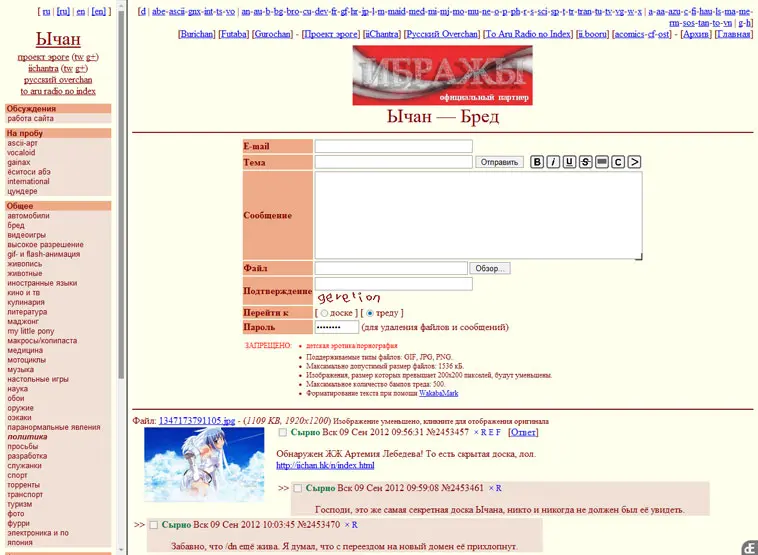 [ ru | [ru] | en | [en] ]
Ычан
проект эроге (tw g+)
iichantra (tw g+)
русский overchan
to aru radio no index
Обсуждения
работа сайта
На пробу
ascii-арт
vocaloid
gainax
ёситоси абэ
international
цундере
Общее
автомобили
бред
видеоигры
высокое разрешение
gif- и flash-анимация
живопись
животные
иностранные языки
кино и тв
кулинария
литература
маджонг
my little pony
макросы/копипаста
медицина
мотоциклы
музыка
настольные игры
наука
обои
оружие
оэкаки
паранормальные явления
политика
просьбы
разработка
служанки
спорт
торренты
транспорт
туризм
фото
фурри
электроника и по
япония
[d | abe-ascii-gnx-int-ts-vo | an-au-b-bg-bro-cu-dev-fr-gf-hr-jp-l-m-maid-med-mi-mj-mo-mu-ne-o-p-ph-r-s-sci-sp-t-tr-tran-tu-tv-vg-w-x | a-aa-azu-c-fi-hau-ls-ma-me-
rm-sos-tan-to-vn | g-h]
[Burichan] [Futaba] [Gurochan] - [Проект эроге] [iiChantra] [Русский Overchan] [To Aru Radio no Index] [ii.booru] [acomics-cf-ost] - [Архив] [Главная]
ИБРАЖЫ
официальный партнер
Ычан — Бред
E-mail
Тема
Отправить B i U S C >
Сообщение
Файл
Обзор...
Подтверждение
gerelion
Перейти к [ доске ] [ треду ]
Пароль •••••••• (для удаления файлов и сообщений)
ЗАПРЕЩЕНО: • детская эротика/порнография
• Поддерживаемые типы файлов: GIF, JPG, PNG.
• Максимально допустимый размер файла: 1536 кБ.
• Изображения, размер которых превышает 200x200 пикселей, будут уменьшены.
• Максимальное количество бампов треда: 500.
• Форматирование текста при помощи WakabaMark
Файл: 1347173791105.jpg - (1109 KB, 1920x1200) Изображение уменьшено, кликните для отображения оригинала
Сырно Вск 09 Сен 2012 09:56:31 №2453457 × R E F [Ответ]
Обнаружен ЖЖ Артемия Лебедева! То есть скрытая доска, лол.
http://iichan.hk/n/index.html
>> Сырно Вск 09 Сен 2012 09:59:08 №2453461 × R
Господи, это же самая секретная доска Ычана, никто и никогда не должен был её увидеть.
>> Сырно Вск 09 Сен 2012 10:03:45 №2453470 × R
Забавно, что /dn ещё жива. Я думал, что с переездом на новый домен её прихлопнут.